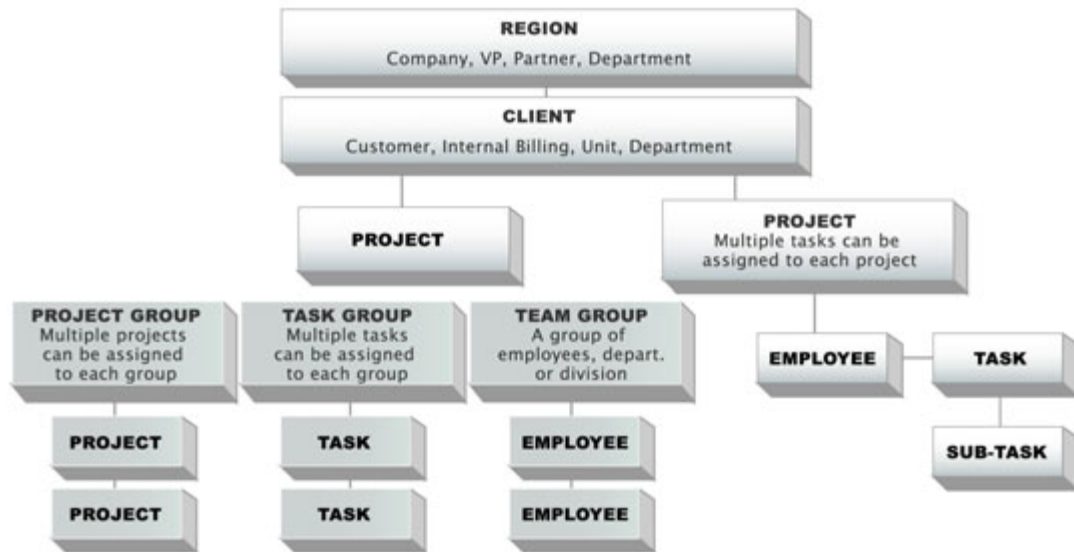 REGION
Company, VP, Partner, Department
CLIENT
Customer, Internal Billing, Unit, Department
PROJECT
PROJECT
Multiple tasks can be
assigned to each project
PROJECT GROUP
Multiple projects
can be assigned
to each group
TASK GROUP
Multiple tasks
can be assigned
to each group
TEAM GROUP
A group of
employees, depart.
or division
EMPLOYEE
TASK
PROJECT
TASK
EMPLOYEE
SUB-TASK
PROJECT
TASK
EMPLOYEE